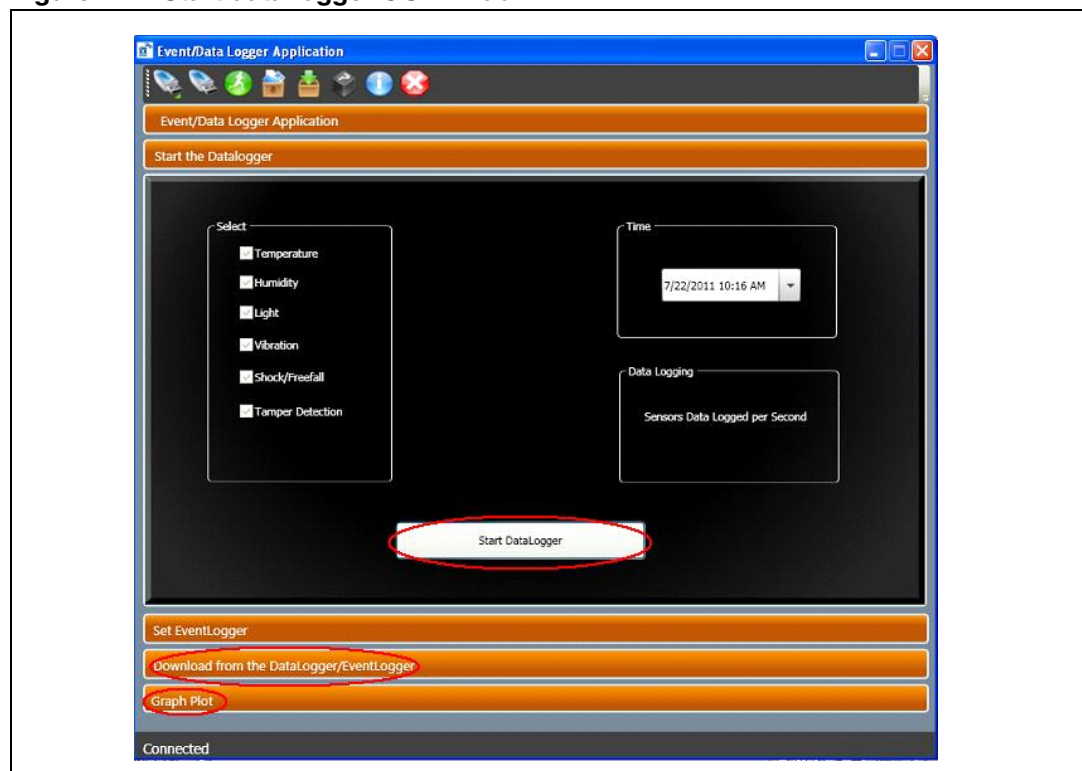 Event/Data Logger Application
Event/Data Logger Application
Start the Datalogger
Select
Temperature
Humidity
Light
Vibration
Shock/Freefall
Tamper Detection
Time
7/22/2011 10:16 AM
Data Logging
Sensors Data Logged per Second
Start DataLogger
Set EventLogger
Download from the DataLogger/EventLogger
Graph Plot
Connected